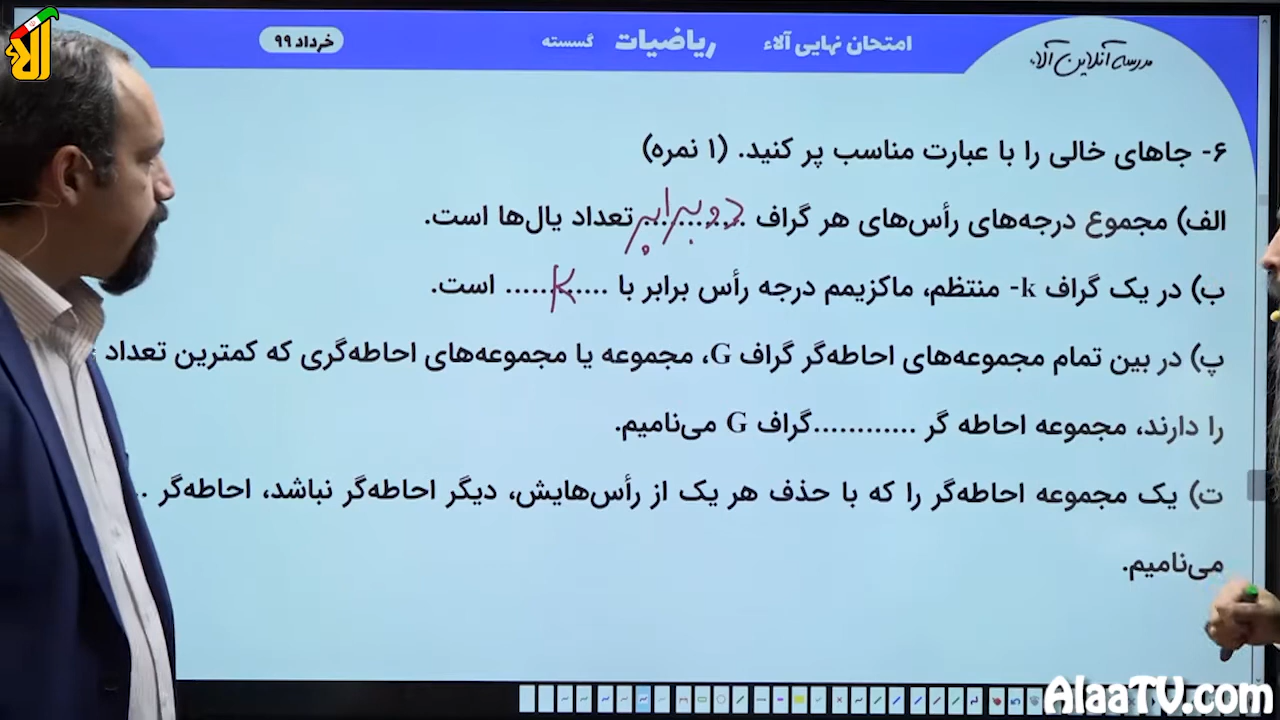 الا
خرداد ۹۹
امتحان نهایی آلاء ریاضیات گسسته
مدرسه آنلاین آلاء
۶- جاهای خالی را با عبارت مناسب پر کنید. (۱ نمره)
الف) مجموع درجه‌های رأس‌های هر گراف ..دو برابر.. تعداد یال‌ها است.
ب) در یک گراف k- منتظم، ماکزیمم درجه رأس برابر با .....k..... است.
پ) در بین تمام مجموعه‌های احاطه‌گر گراف G، مجموعه یا مجموعه‌های احاطه‌گری که کمترین تعداد
را دارند، مجموعه احاطه گر ............گراف G می‌نامیم.
ت) یک مجموعه احاطه‌گر را که با حذف هر یک از رأس‌هایش، دیگر احاطه‌گر نباشد، احاطه‌گر ..
می‌نامیم.
AlaaTV.com